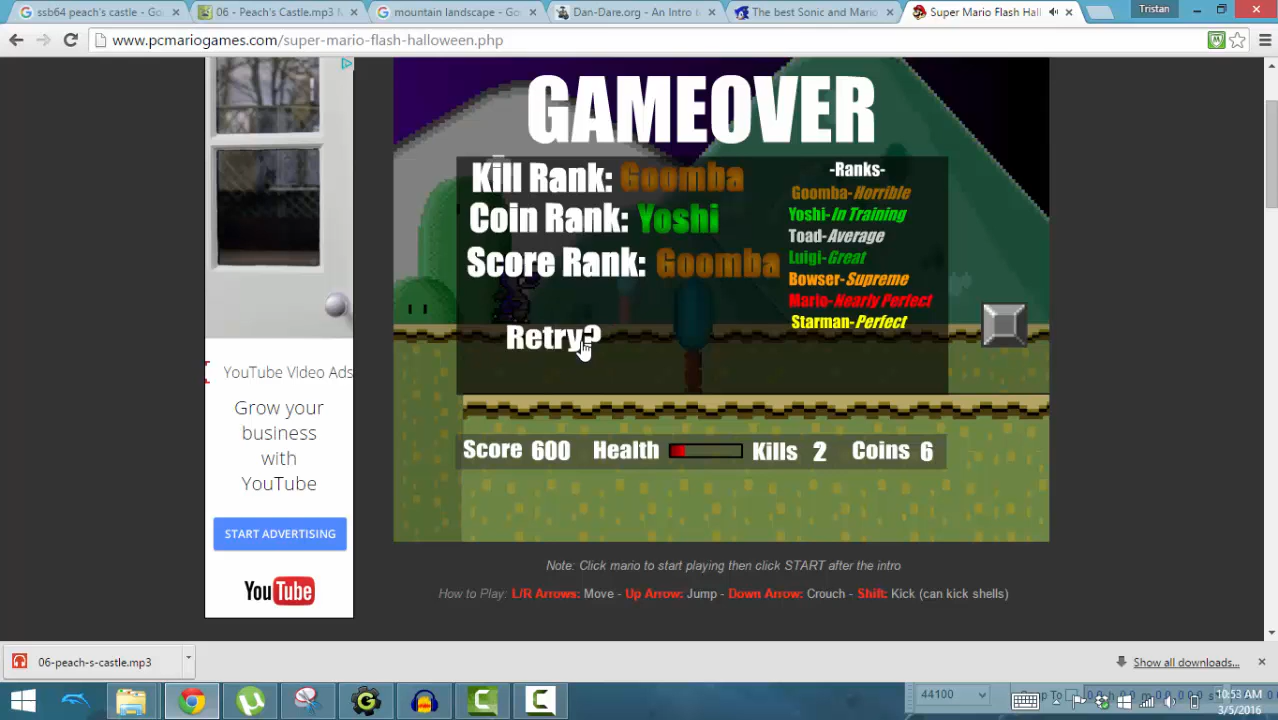 ssb64 peach's castle - Goo
06 - Peach's Castle.mp3 M
mountain landscape - Goo
Dan-Dare.org - An Intro t
The best Sonic and Mario
Super Mario Flash Hall
Tristan
www.pcmariogames.com/super-mario-flash-halloween.php
GAMEOVER
Kill Rank: Goomba
Coin Rank: Yoshi
Score Rank: Goomba
Retry?
-Ranks-
Goomba-Horrible
Yoshi-In Training
Toad-Average
Luigi-Great
Bowser-Supreme
Mario-Nearly Perfect
Starman-Perfect
Score 600 Health Kills 2 Coins 6
YouTube Video Ads
Grow your
business
with
YouTube
START ADVERTISING
YouTube
Note: Click mario to start playing then click START after the intro
How to Play: L/R Arrows: Move - Up Arrow: Jump - Down Arrow: Crouch - Shift: Kick (can kick shells)
06-peach-s-castle.mp3
Show all downloads...
44100
10:53 AM
3/5/2016